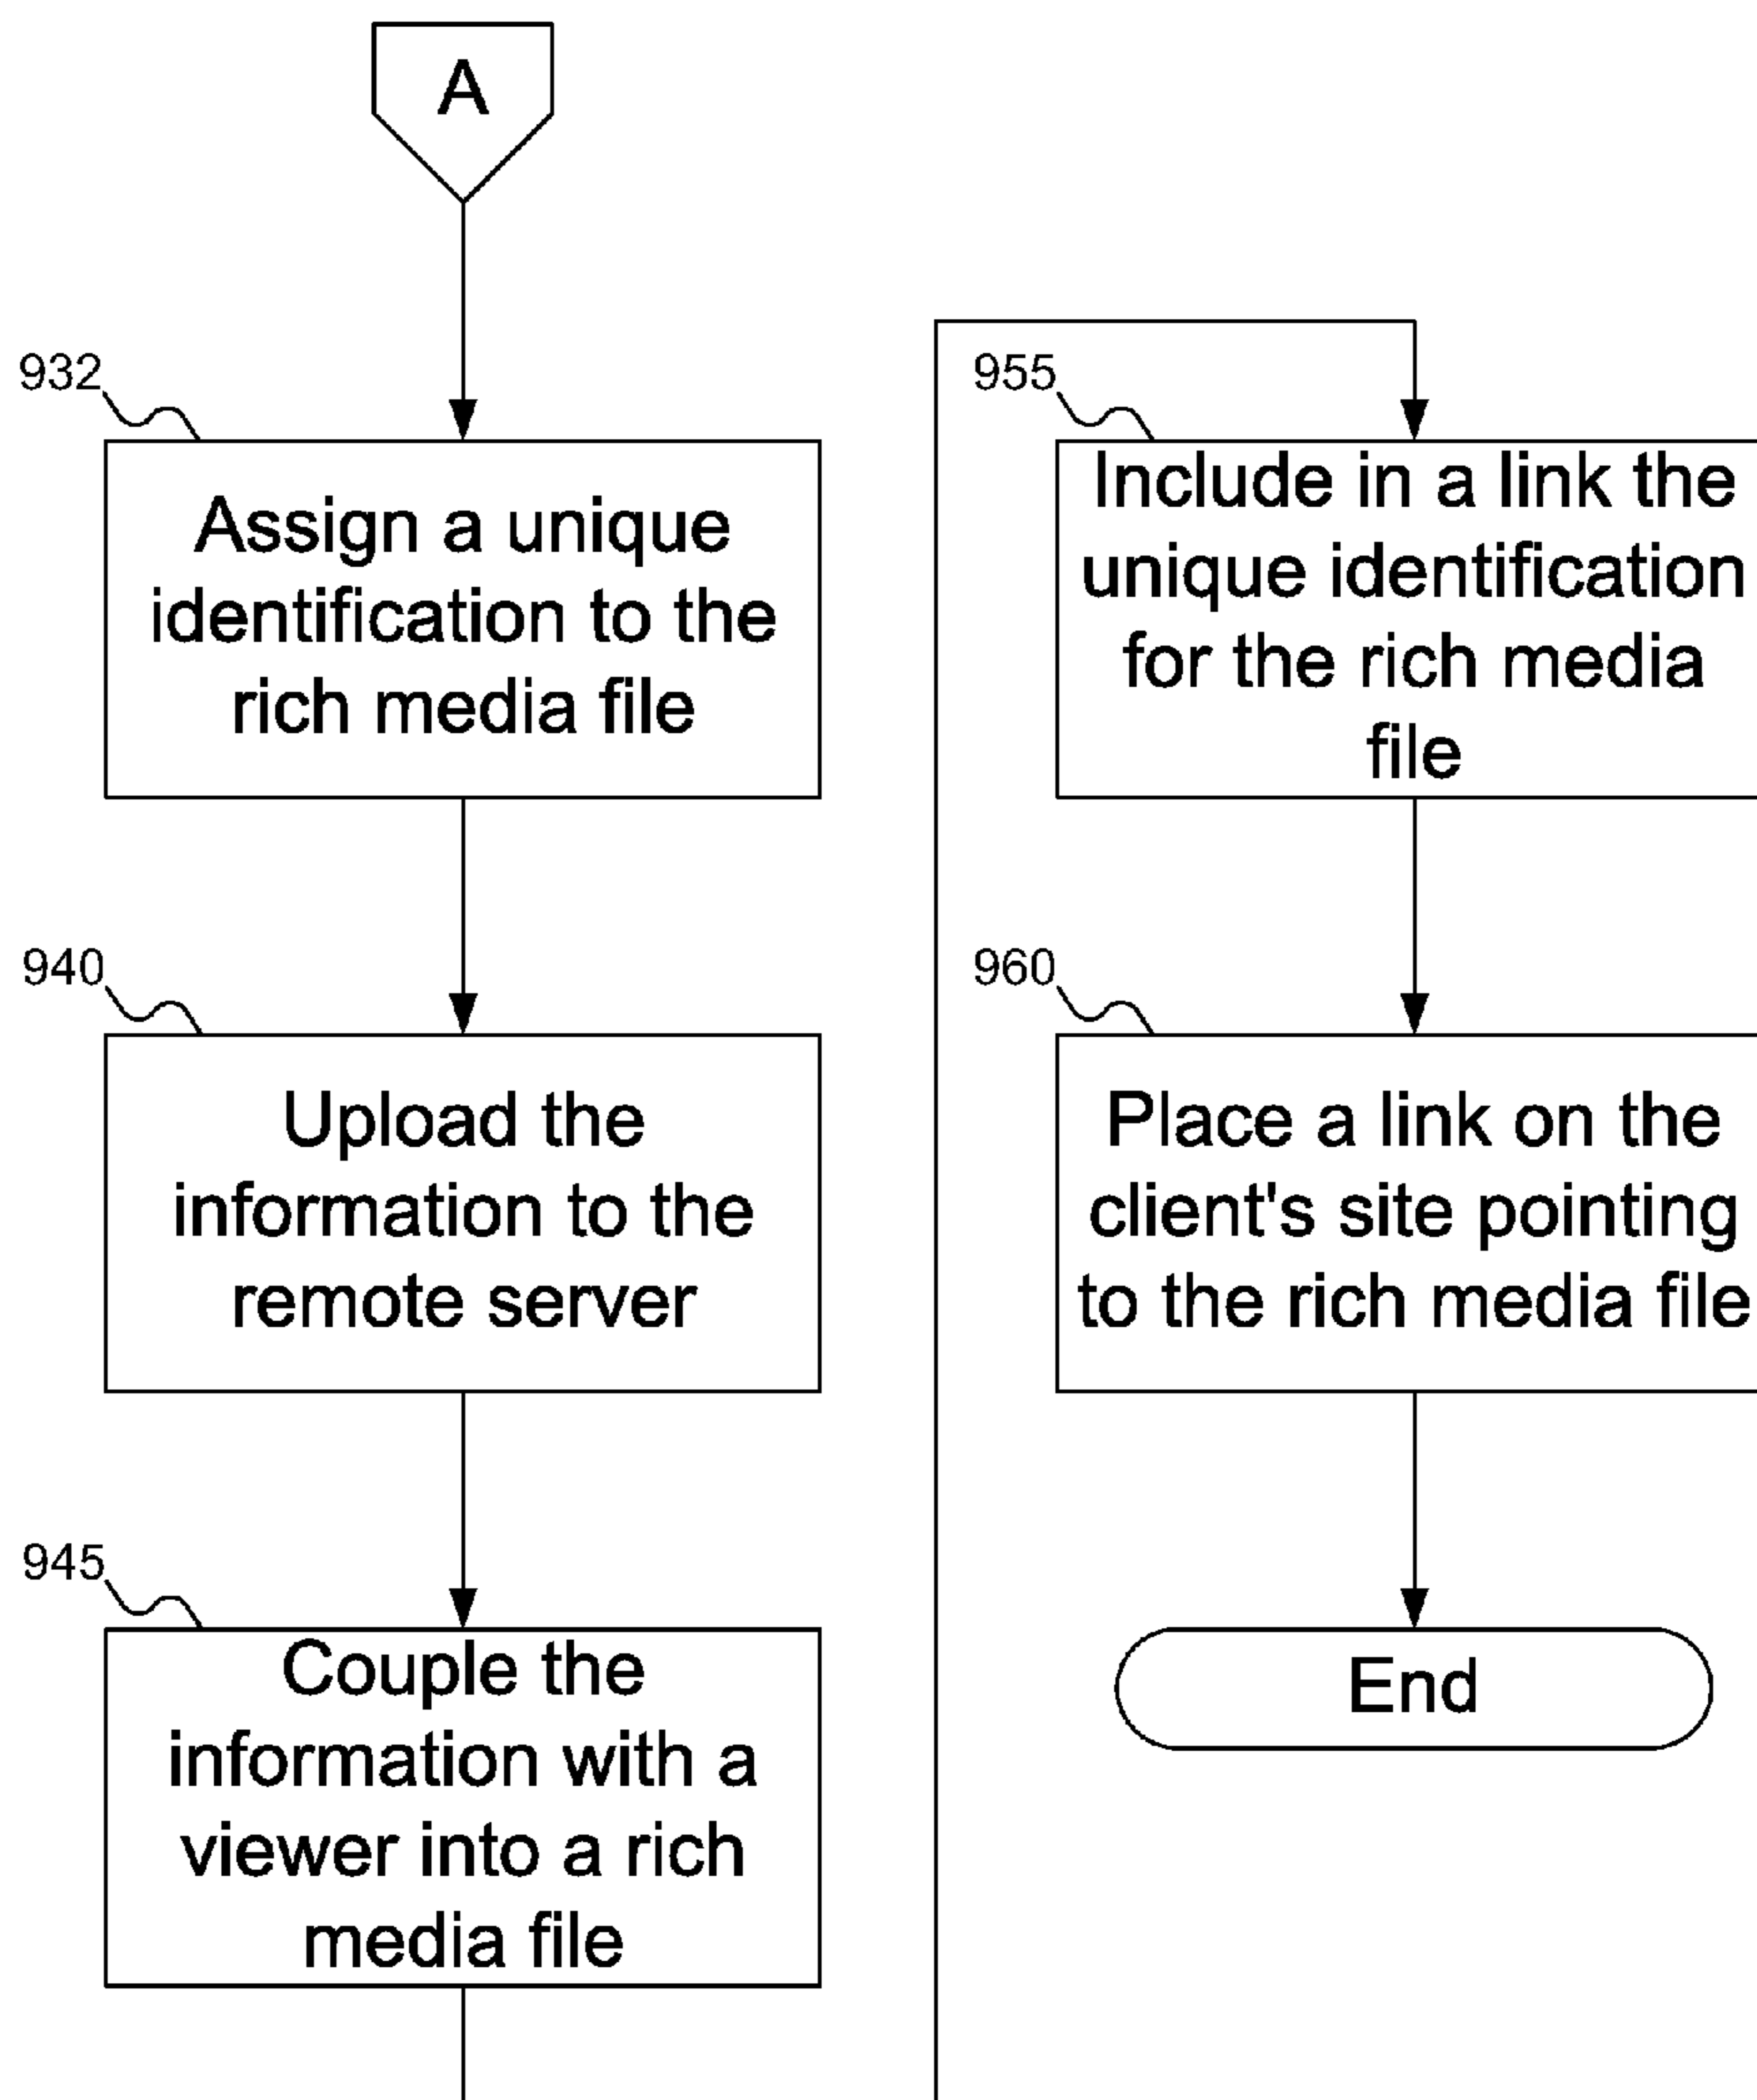 A
932
Assign a unique
identification to the
rich media file
940
Upload the
information to the
remote server
945
Couple the
information with a
viewer into a rich
media file
955
Include in a link the
unique identification
for the rich media
file
960
Place a link on the
client's site pointing
to the rich media file
End